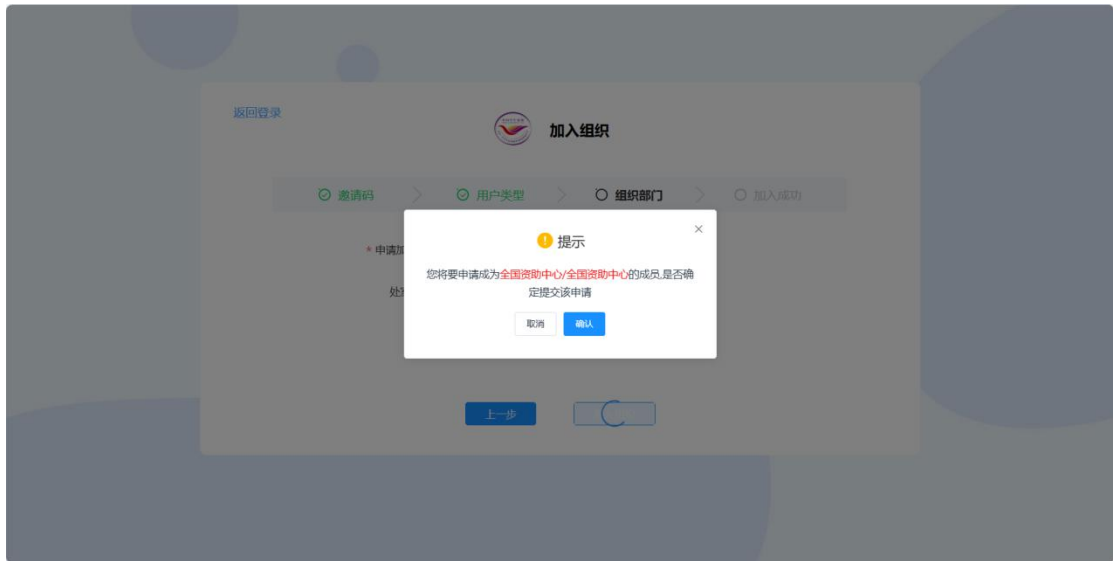 返回登录
加入组织
邀请码
用户类型
组织部门
加入成功
提示
* 申请加
您将要申请成为全国资助中心/全国资助中心的成员,是否确
定提交该申请
取消
确认
上一步